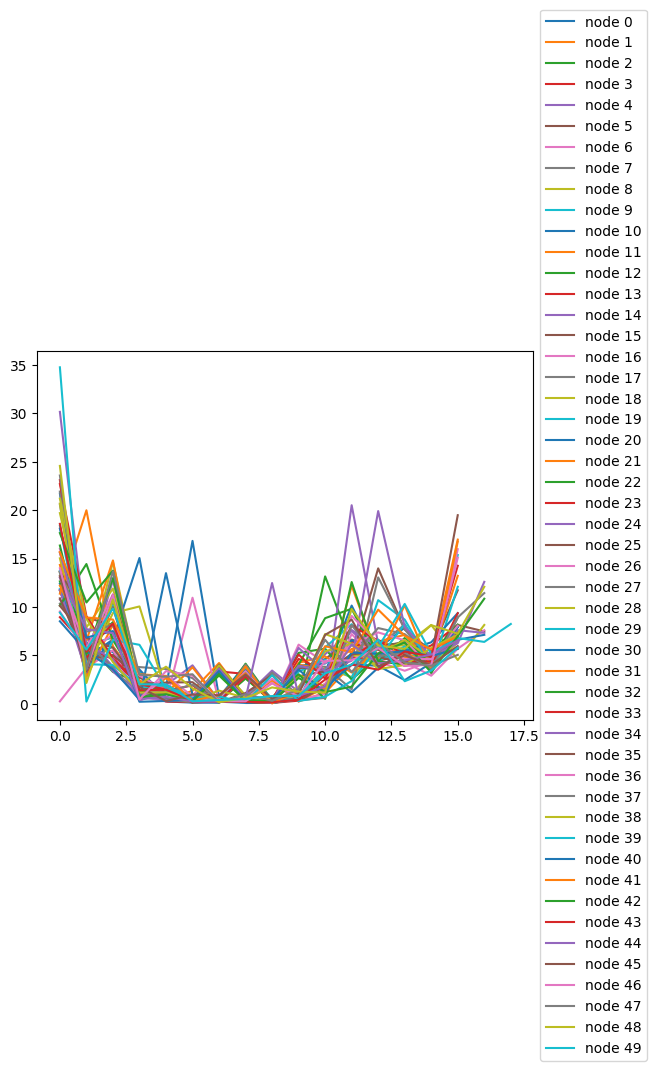 35
30
25
20
15
10
5
0
0.0 2.5 5.0 7.5 10.0 12.5 15.0 17.5
node 0
node 1
node 2
node 3
node 4
node 5
node 6
node 7
node 8
node 9
node 10
node 11
node 12
node 13
node 14
node 15
node 16
node 17
node 18
node 19
node 20
node 21
node 22
node 23
node 24
node 25
node 26
node 27
node 28
node 29
node 30
node 31
node 32
node 33
node 34
node 35
node 36
node 37
node 38
node 39
node 40
node 41
node 42
node 43
node 44
node 45
node 46
node 47
node 48
node 49